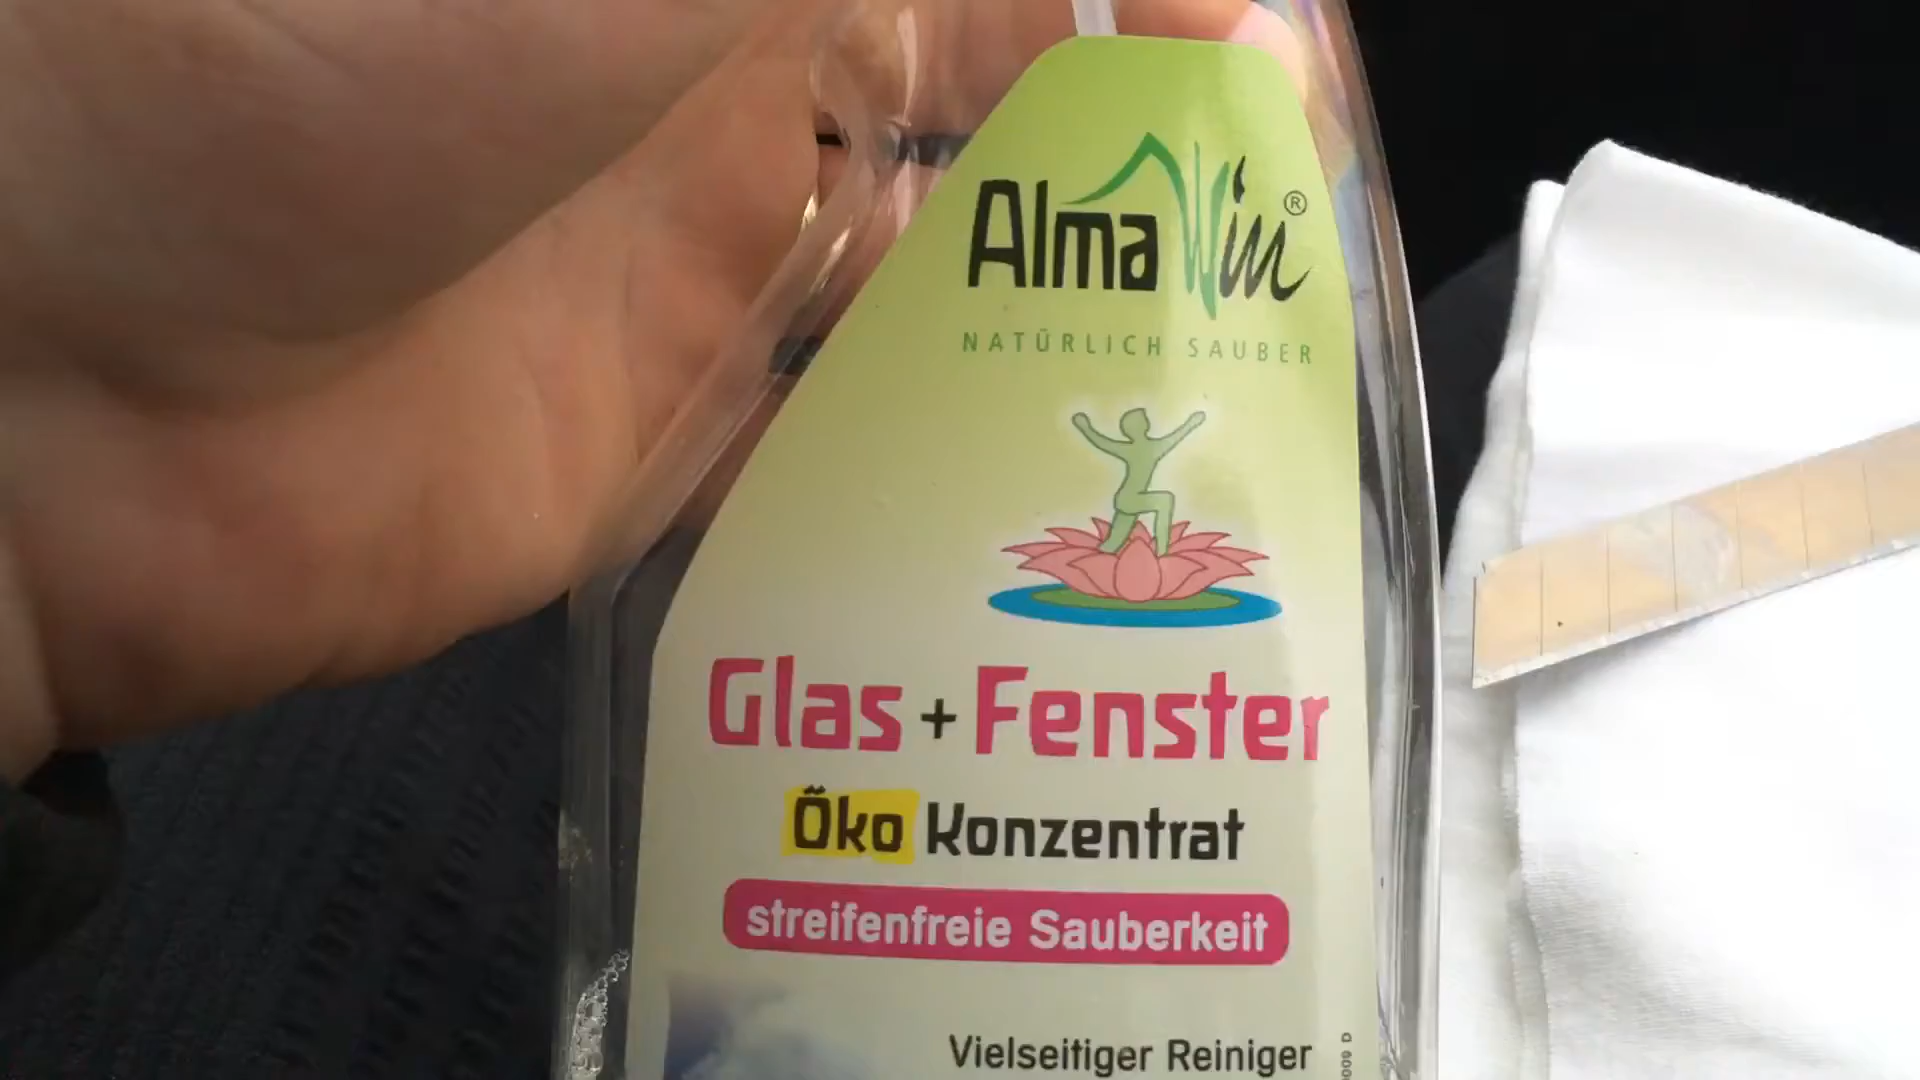 AlmaWin®
NATÜRLICH SAUBER
Glas + Fenster
Öko Konzentrat
streifenfreie Sauberkeit
Vielseitiger Reiniger